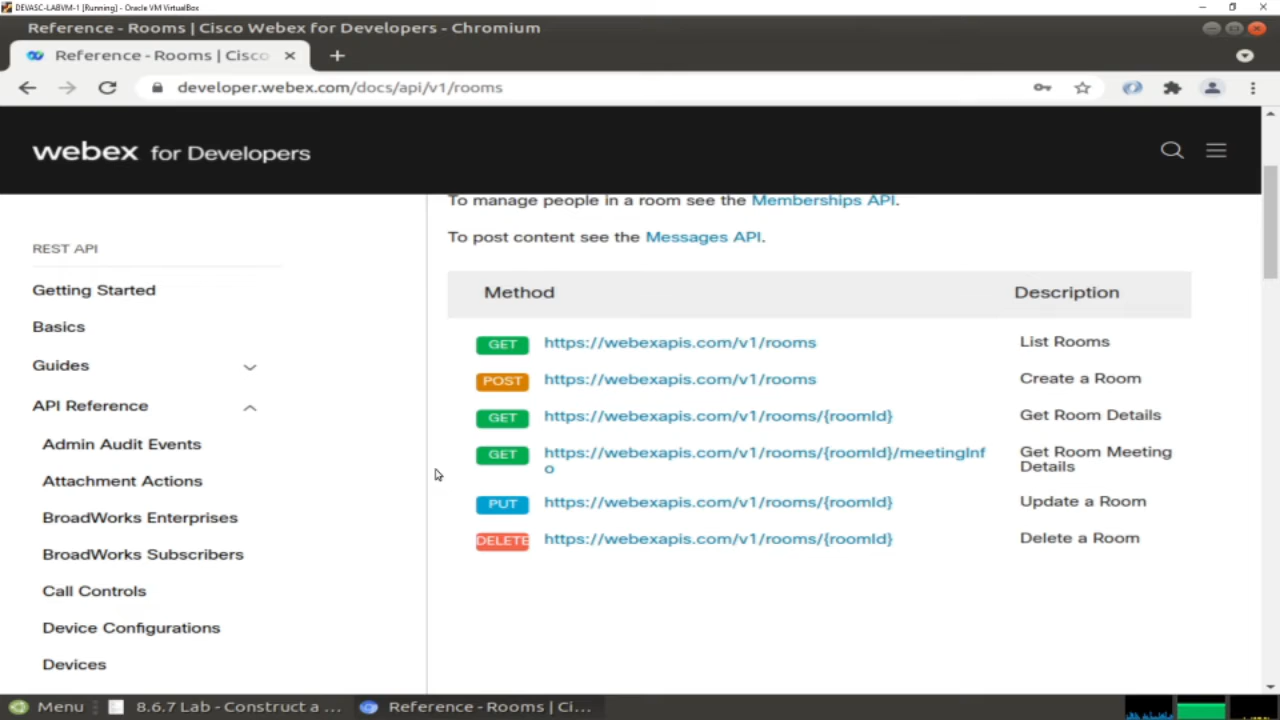 DEVASC-LABVM-1 [Running] - Oracle VM VirtualBox
Reference - Rooms | Cisco Webex for Developers - Chromium
Reference - Rooms | Cisco
developer.webex.com/docs/api/v1/rooms
webex for Developers
To manage people in a room see the Memberships API.
To post content see the Messages API.
REST API
Getting Started
Basics
Guides
API Reference
Admin Audit Events
Attachment Actions
BroadWorks Enterprises
BroadWorks Subscribers
Call Controls
Device Configurations
Devices
Method Description
GET https://webexapis.com/v1/rooms List Rooms
POST https://webexapis.com/v1/rooms Create a Room
GET https://webexapis.com/v1/rooms/{roomId} Get Room Details
GET https://webexapis.com/v1/rooms/{roomId}/meetingInf Get Room Meeting
o Details
PUT https://webexapis.com/v1/rooms/{roomId} Update a Room
DELETE https://webexapis.com/v1/rooms/{roomId} Delete a Room
Menu 8.6.7 Lab - Construct a ... Reference - Rooms | Ci...